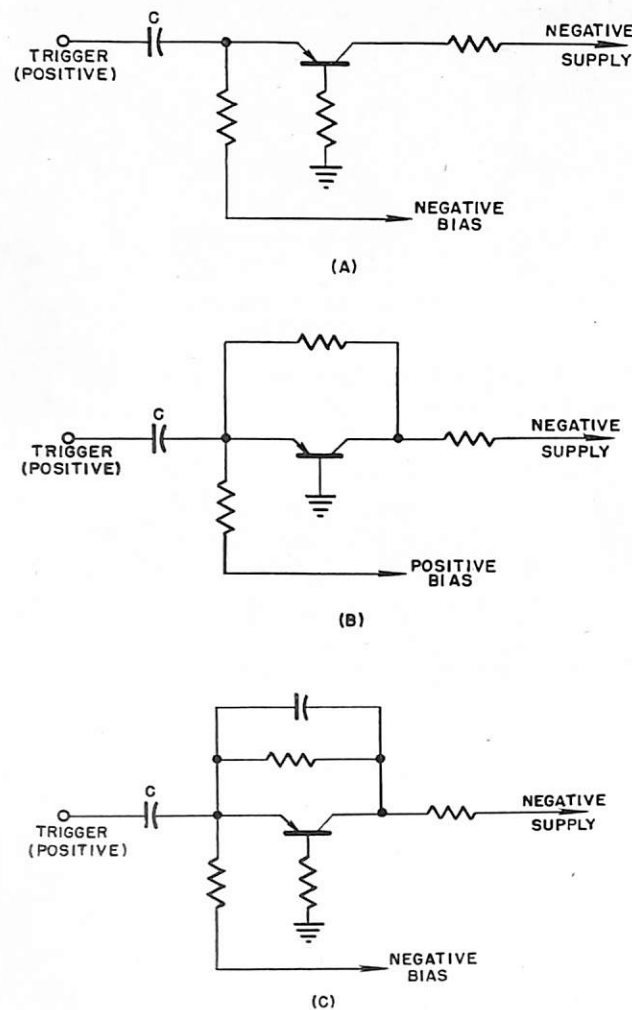 C
TRIGGER
(POSITIVE)
NEGATIVE
SUPPLY
NEGATIVE
BIAS
(A)
C
TRIGGER
(POSITIVE)
NEGATIVE
SUPPLY
POSITIVE
BIAS
(B)
C
TRIGGER
(POSITIVE)
NEGATIVE
SUPPLY
NEGATIVE
BIAS
(C)